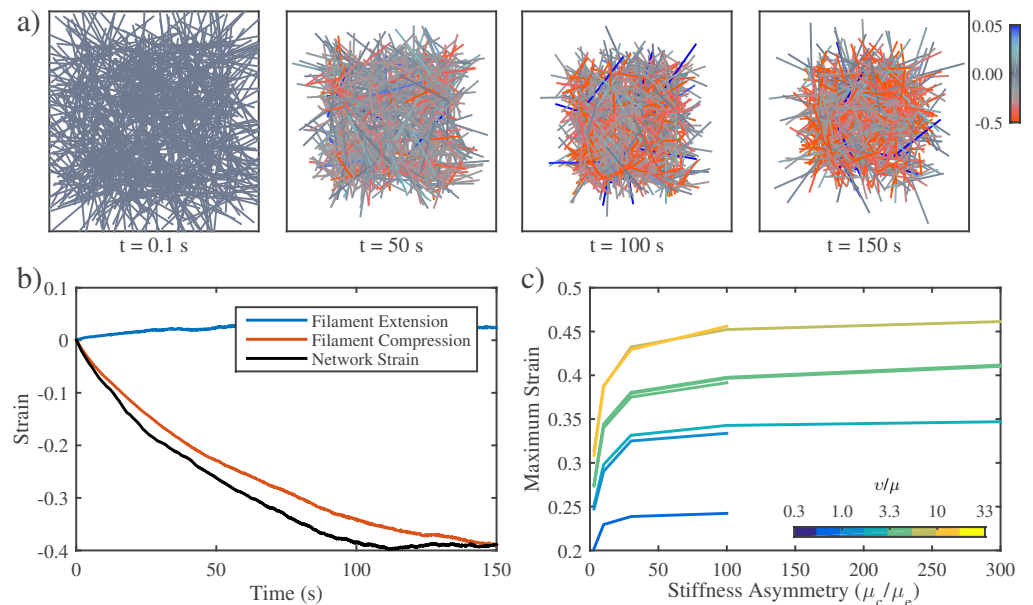 a)
0.05
0.00
-0.5
t = 0.1 s
t = 50 s
t = 100 s
t = 150 s
b)
0.1
0
-0.1
-0.2
-0.3
-0.4
Strain
Filament Extension
Filament Compression
Network Strain
0
50
100
150
Time (s)
c)
0.5
0.45
0.4
0.35
0.3
0.25
0.2
Maximum Strain
υ/μ
0.3 1.0 3.3 10 33
0 50 100 150 200 250 300
Stiffness Asymmetry (μc/μe)